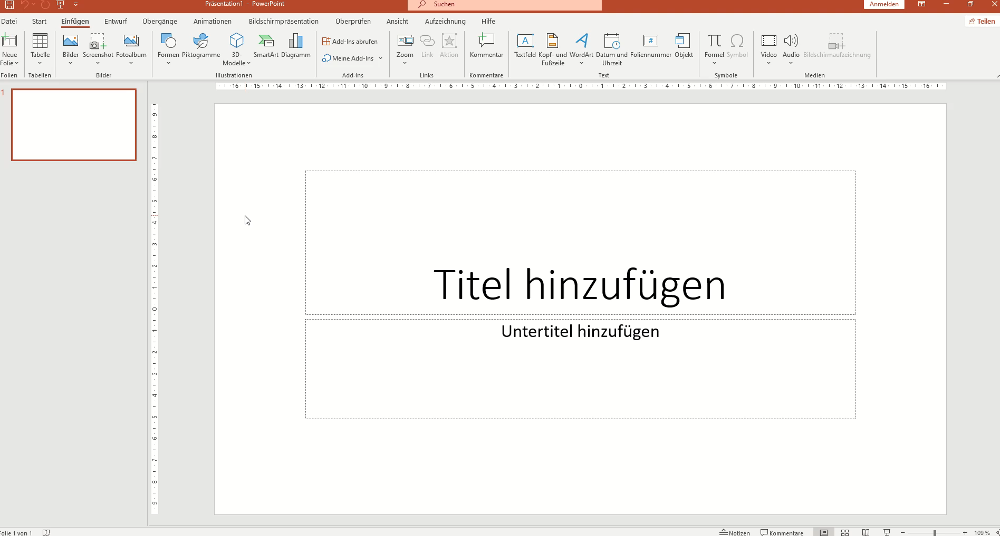 Präsentation1 - PowerPoint
Suchen
Anmelden
Datei Start Einfügen Entwurf Übergänge Animationen Bildschirmpräsentation Überprüfen Ansicht Aufzeichnung Hilfe
Teilen
Neue Folie
Tabelle
Bilder
Screenshot
Fotoalbum
Formen
Piktogramme
3D-Modelle
SmartArt
Diagramm
Add-Ins abrufen
Meine Add-Ins
Zoom
Link
Aktion
Kommentar
Textfeld
Kopf- und Fußzeile
WordArt
Datum und Uhrzeit
Foliennummer
Objekt
Formel
Symbol
Video
Audio
Bildschirmaufzeichnung
Folien Tabellen Bilder Illustrationen Add-Ins Links Kommentare Text Symbole Medien
16 15 14 13 12 11 10 9 8 7 6 5 4 3 2 1 0 1 2 3 4 5 6 7 8 9 10 11 12 13 14 15 16
1
9
8
7
6
5
4
3
2
1
0
1
2
3
4
5
6
7
8
9
Titel hinzufügen
Untertitel hinzufügen
Folie 1 von 1
Notizen
Kommentare
109 %